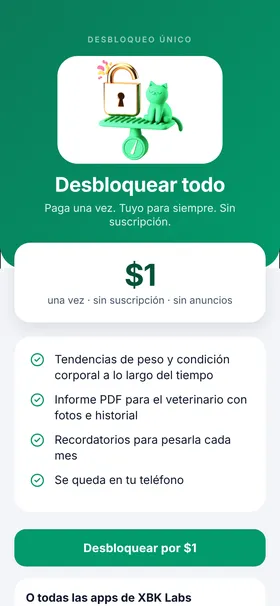 DESBLOQUEO ÚNICO
Desbloquear todo
Paga una vez. Tuyo para siempre. Sin
suscripción.
$1
una vez · sin suscripción · sin anuncios
Tendencias de peso y condición
corporal a lo largo del tiempo
Informe PDF para el veterinario con
fotos e historial
Recordatorios para pesarla cada
mes
Se queda en tu teléfono
Desbloquear por $1
O todas las apps de XBK Labs